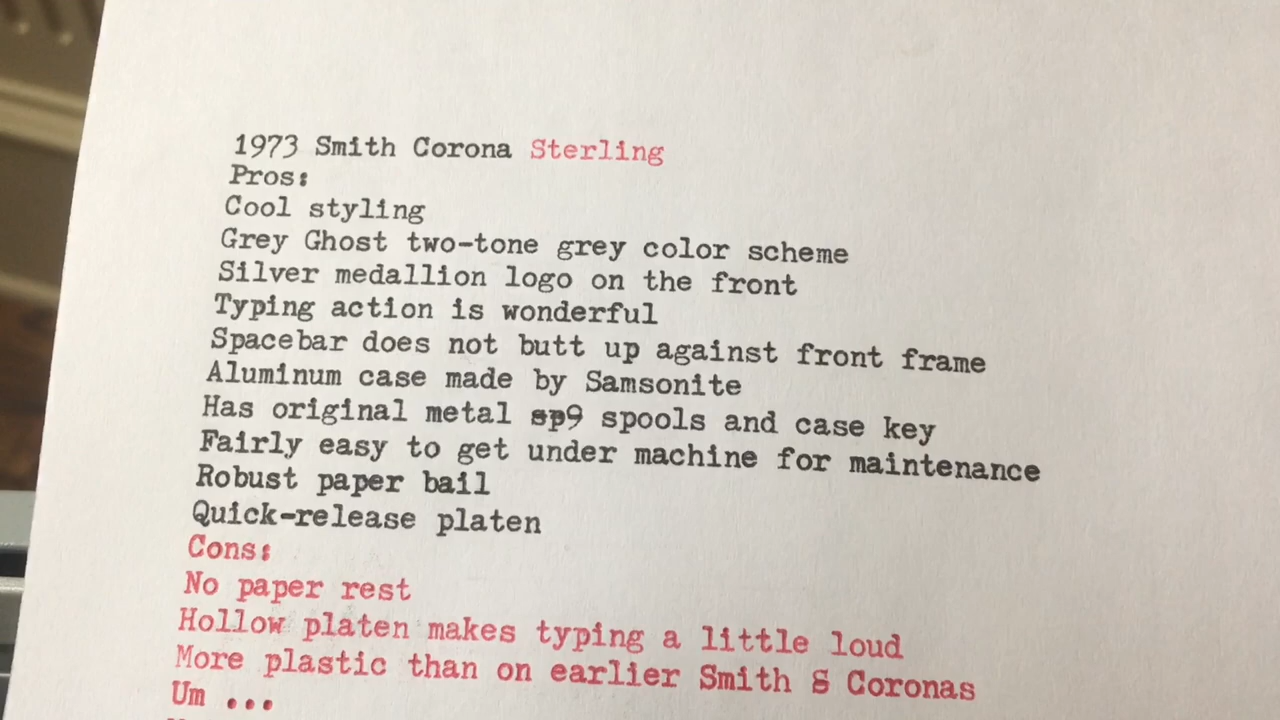 1973 Smith Corona Sterling
Pros:
Cool styling
Grey Ghost two-tone grey color scheme
Silver medallion logo on the front
Typing action is wonderful
Spacebar does not butt up against front frame
Aluminum case made by Samsonite
Has original metal sp9 spools and case key
Fairly easy to get under machine for maintenance
Robust paper bail
Quick-release platen
Cons:
No paper rest
Hollow platen makes typing a little loud
More plastic than on earlier Smith S Coronas
Um ...